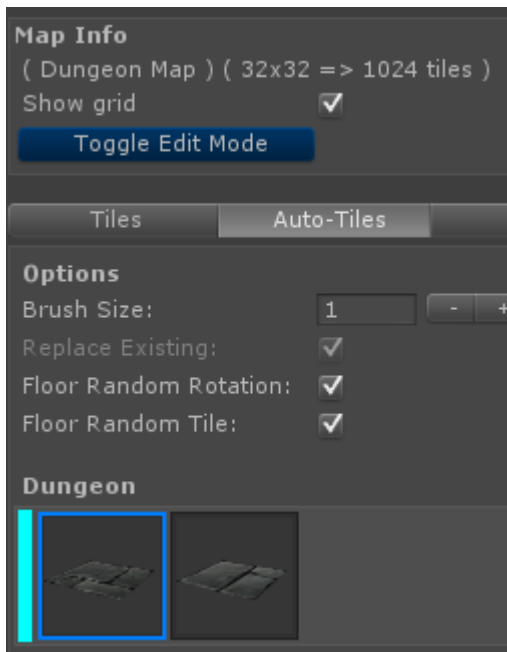 Map Info
( Dungeon Map ) ( 32x32 => 1024 tiles )
Show grid
Toggle Edit Mode
Tiles Auto-Tiles
Options
Brush Size: 1 - +
Replace Existing:
Floor Random Rotation:
Floor Random Tile:
Dungeon